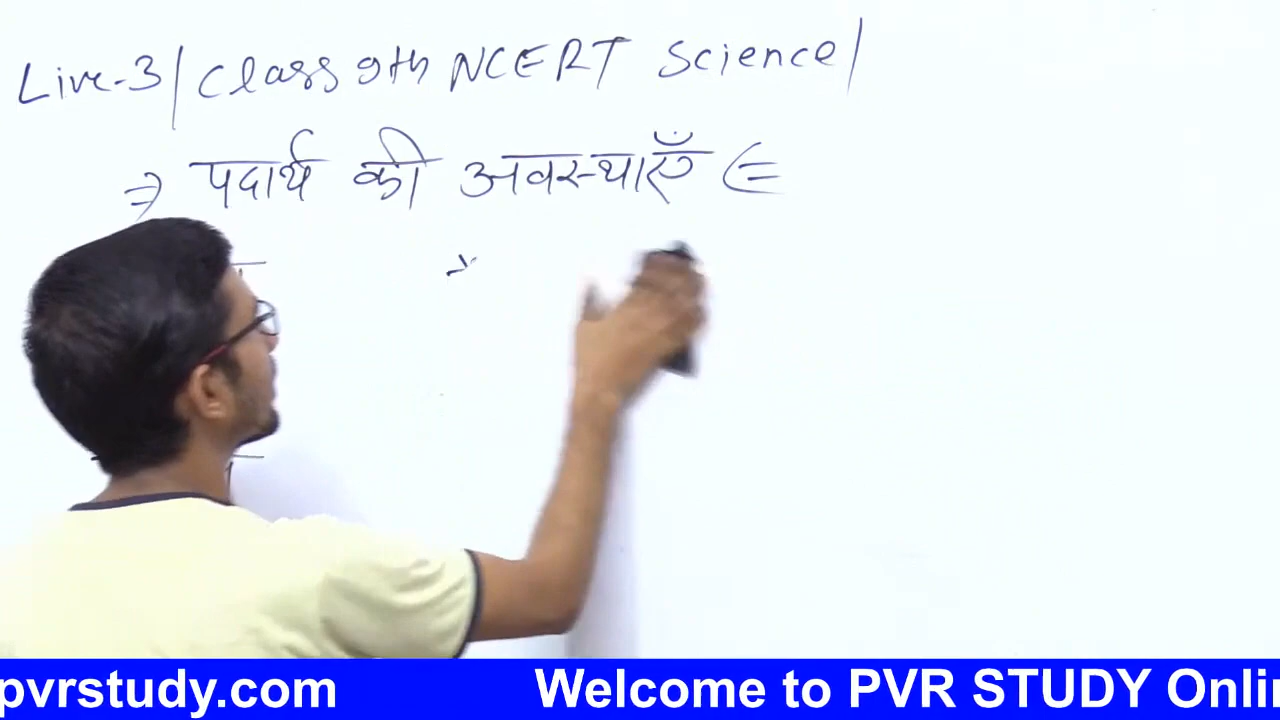 Live-3/Class 9th NCERT Science/
⇒ पदार्थ की अवस्थाएँ ⇐
pvrstudy.com Welcome to PVR STUDY Onli